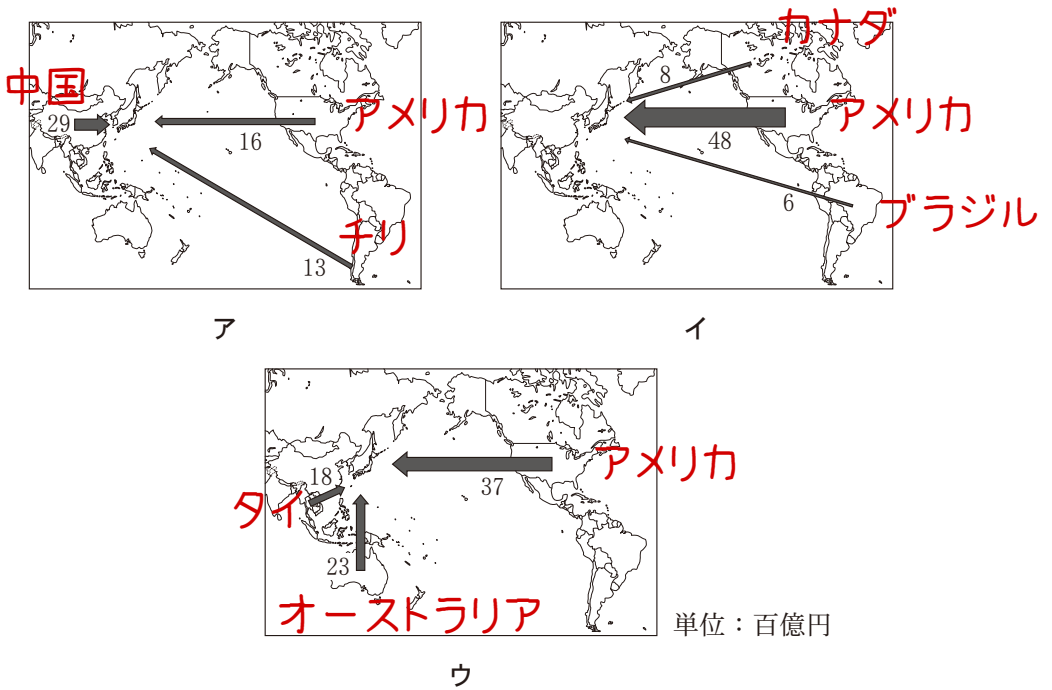 中国
29
アメリカ
16
チリ
13
ア
カナダ
8
アメリカ
48
ブラジル
6
イ
アメリカ
37
タイ
18
23
オーストラリア
ウ
単位：百億円